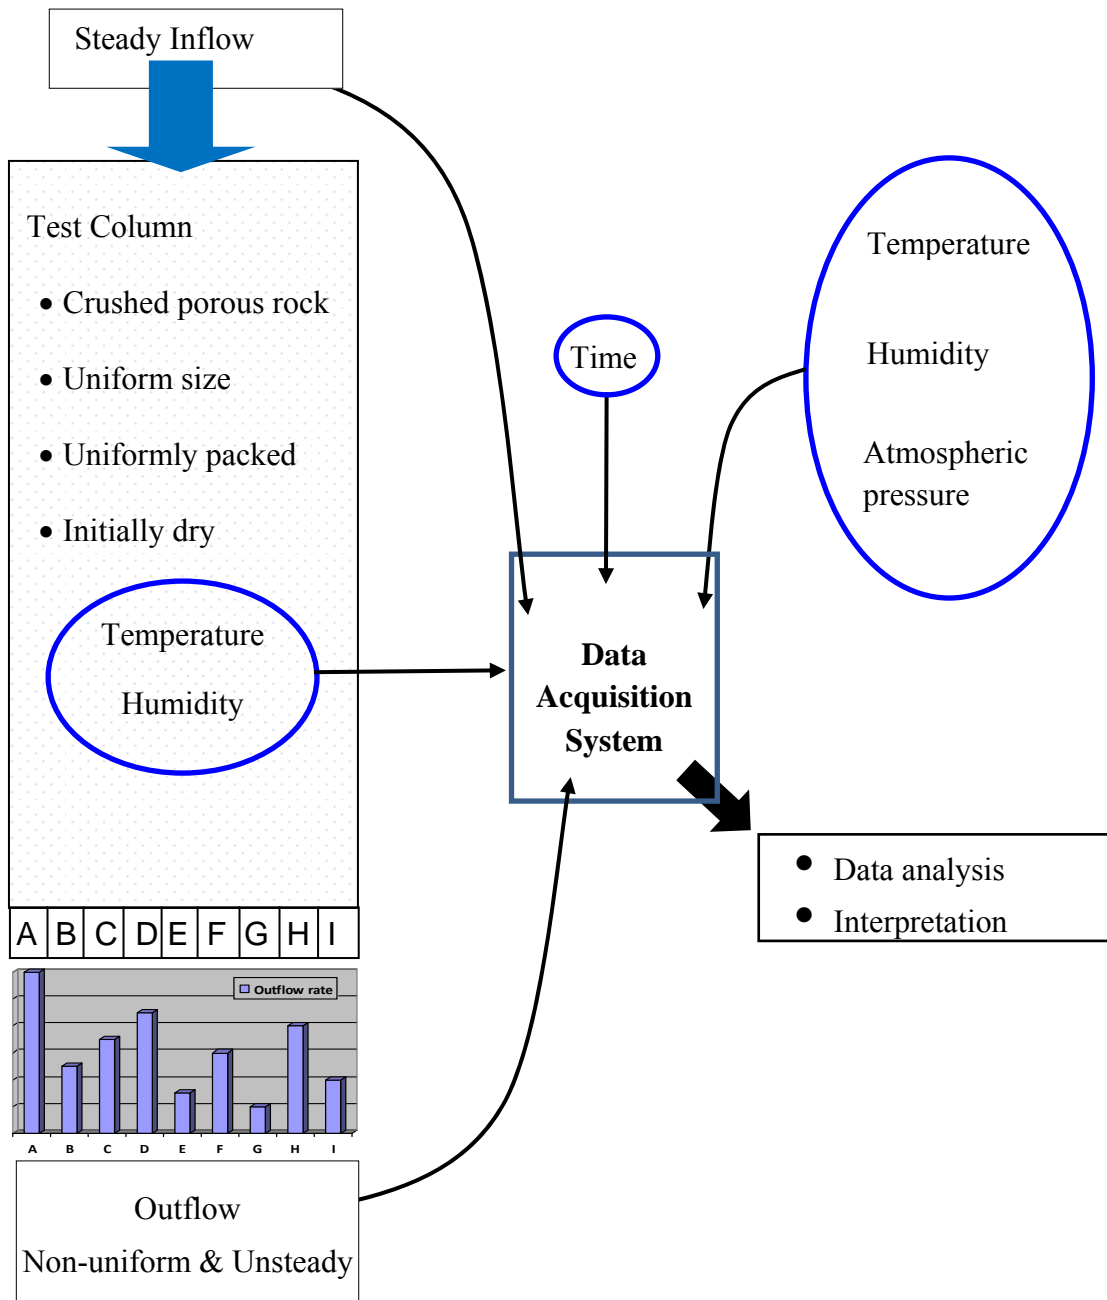 Steady Inflow
Test Column
• Crushed porous rock
• Uniform size
• Uniformly packed
• Initially dry
Temperature
Humidity
Time
Temperature
Humidity
Atmospheric
pressure
Data
Acquisition
System
• Data analysis
• Interpretation
A B C D E F G H I
Outflow rate
A B C D E F G H I
Outflow
Non-uniform & Unsteady